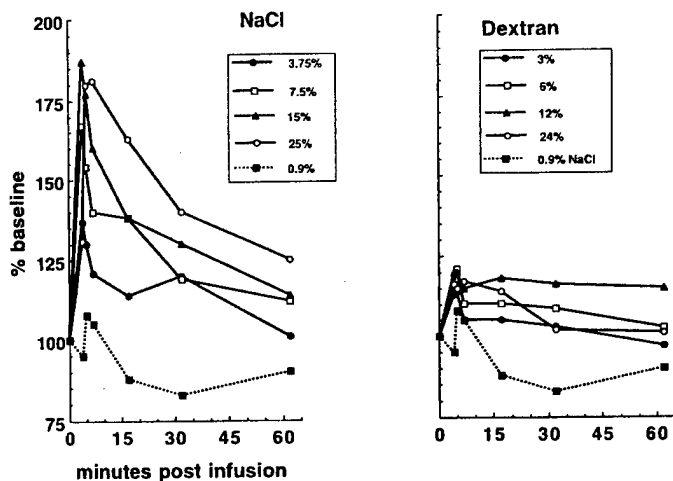 NaCl
Dextran
200
175
150
125
100
75
% baseline
3.75%
7.5%
15%
25%
0.9%
3%
6%
12%
24%
0.9% NaCl
0 15 30 45 60
0 15 30 45 60
minutes post infusion